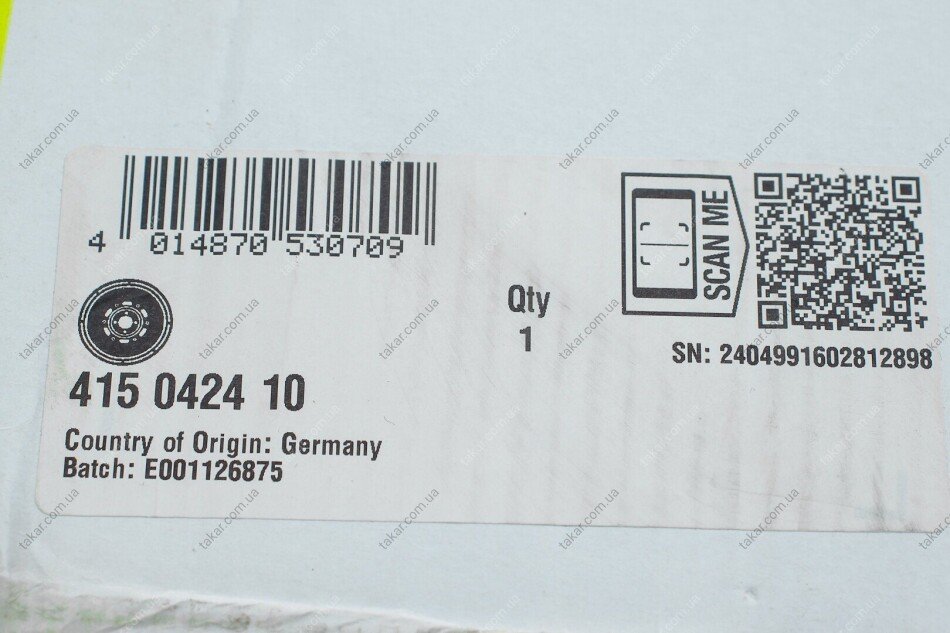 4 014870 530709
SCAN ME
Qty
1
SN: 2404991602812898
415 0424 10
Country of Origin: Germany
Batch: E001126875
takar.com.ua